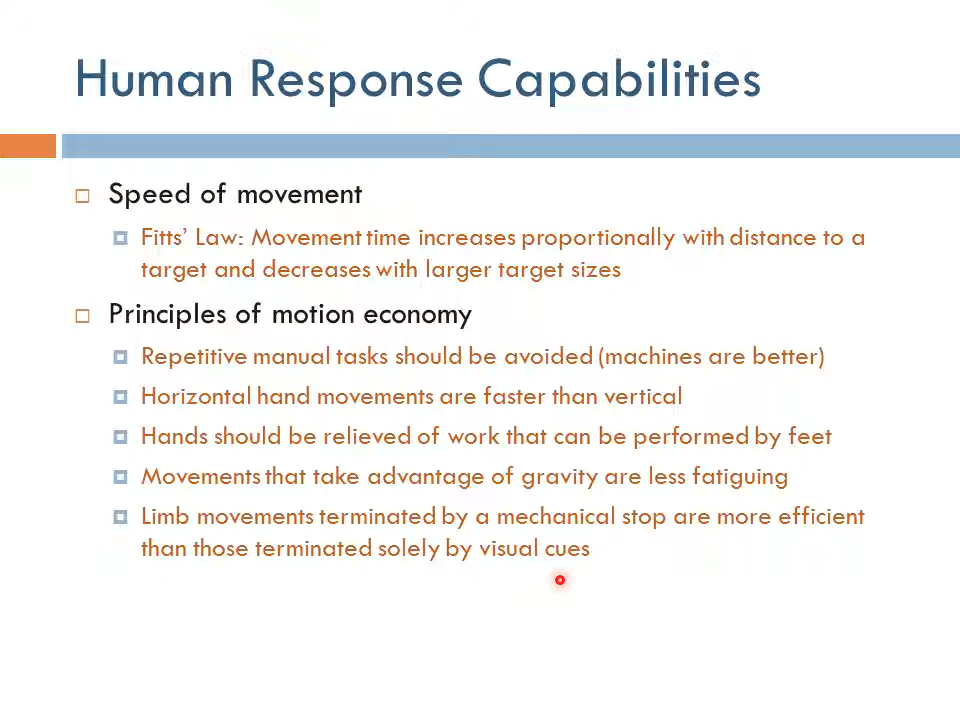 Human Response Capabilities
Speed of movement
Fitts’ Law: Movement time increases proportionally with distance to a
target and decreases with larger target sizes
Principles of motion economy
Repetitive manual tasks should be avoided (machines are better)
Horizontal hand movements are faster than vertical
Hands should be relieved of work that can be performed by feet
Movements that take advantage of gravity are less fatiguing
Limb movements terminated by a mechanical stop are more efficient
than those terminated solely by visual cues